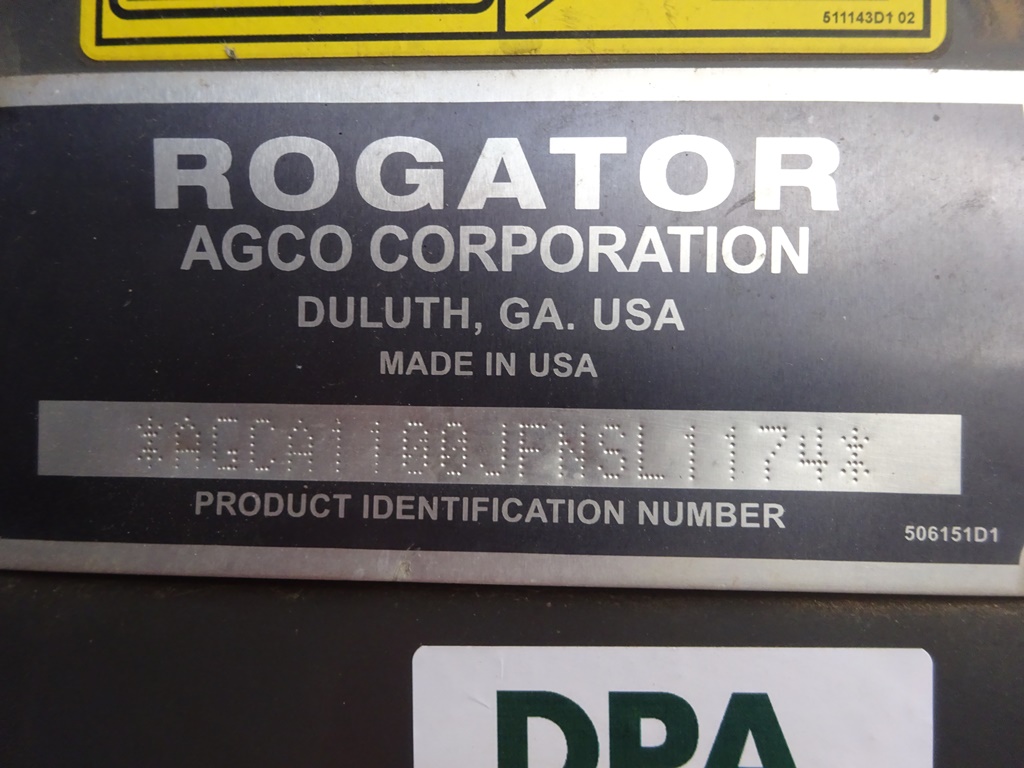 511143D1 02
ROGATOR
AGCO CORPORATION
DULUTH, GA. USA
MADE IN USA
*AGCA1100JPNSL1174*
PRODUCT IDENTIFICATION NUMBER
506151D1
DPA